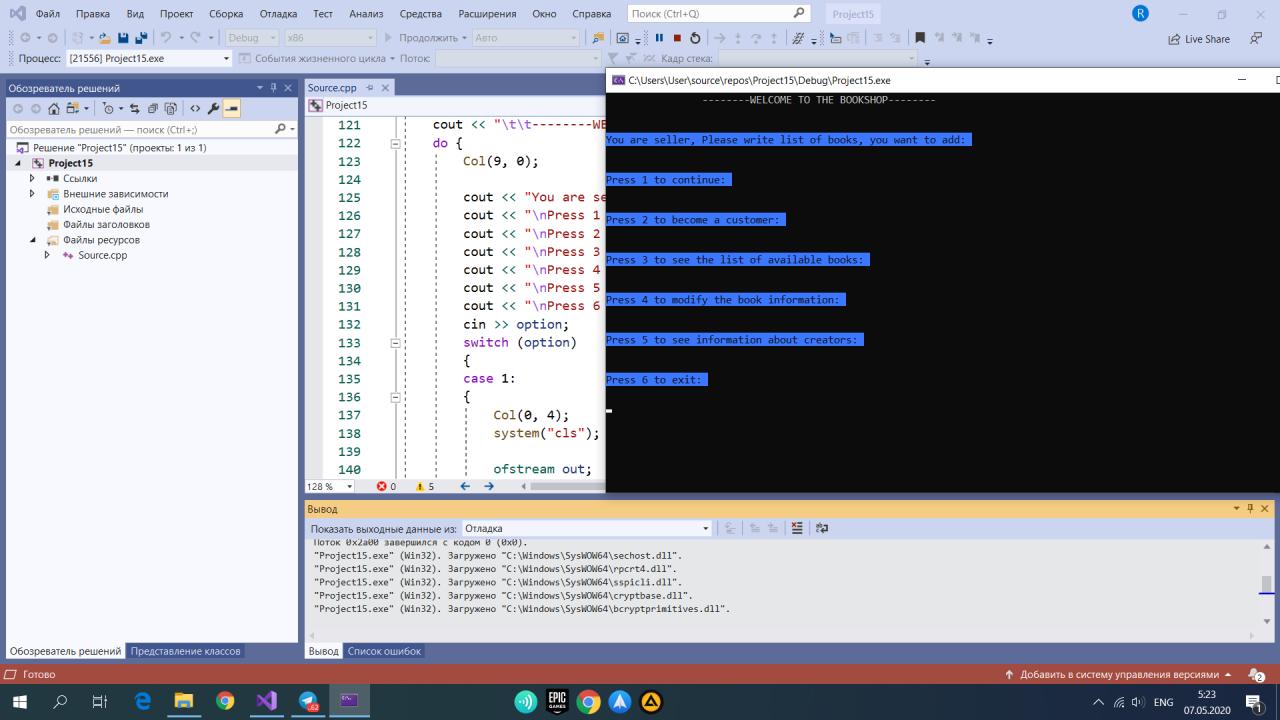 Файл Правка Вид Проект Сборка Отладка Тест Анализ Средства Расширения Окно Справка Поиск (Ctrl+Q) Project15 R
Debug x86 Продолжить Авто Live Share
Процесс: [21556] Project15.exe События жизненного цикла Поток: Кадр стека:
Обозреватель решений
Обозреватель решений — поиск (Ctrl+;)
Решение "Project15" (проекты: 1 из 1)
Project15
Ссылки
Внешние зависимости
Исходные файлы
Файлы заголовков
Файлы ресурсов
Source.cpp
Обозреватель решений Представление классов
Source.cpp
Project15
121 cout << "\t\t--------WE
122 do {
123 Col(9, 0);
124
125 cout << "You are se
126 cout << "\nPress 1
127 cout << "\nPress 2
128 cout << "\nPress 3
129 cout << "\nPress 4
130 cout << "\nPress 5
131 cout << "\nPress 6
132 cin >> option;
133 switch (option)
134 {
135 case 1:
136 {
137 Col(0, 4);
138 system("cls");
139
140 ofstream out;
128 % 0 5
C:\Users\User\source\repos\Project15\Debug\Project15.exe
--------WELCOME TO THE BOOKSHOP--------
You are seller, Please write list of books, you want to add:
Press 1 to continue:
Press 2 to become a customer:
Press 3 to see the list of available books:
Press 4 to modify the book information:
Press 5 to see information about creators:
Press 6 to exit:
Вывод
Показать выходные данные из: Отладка
Поток 0x2a00 завершился с кодом 0 (0x0).
"Project15.exe" (Win32). Загружено "C:\Windows\SysWOW64\sechost.dll".
"Project15.exe" (Win32). Загружено "C:\Windows\SysWOW64\rpcrt4.dll".
"Project15.exe" (Win32). Загружено "C:\Windows\SysWOW64\sspicli.dll".
"Project15.exe" (Win32). Загружено "C:\Windows\SysWOW64\cryptbase.dll".
"Project15.exe" (Win32). Загружено "C:\Windows\SysWOW64\bcryptprimitives.dll".
Вывод Список ошибок
Готово Добавить в систему управления версиями 2
62 EPIC GAMES ENG 5:23
07.05.2020 1